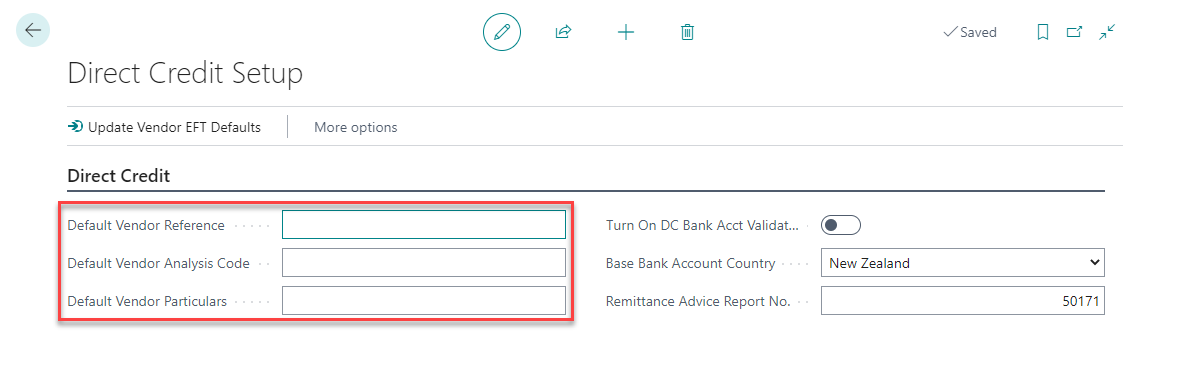 Saved
Direct Credit Setup
Update Vendor EFT Defaults More options
Direct Credit
Default Vendor Reference
Default Vendor Analysis Code
Default Vendor Particulars
Turn On DC Bank Acct Validat...
Base Bank Account Country New Zealand
Remittance Advice Report No. 50171